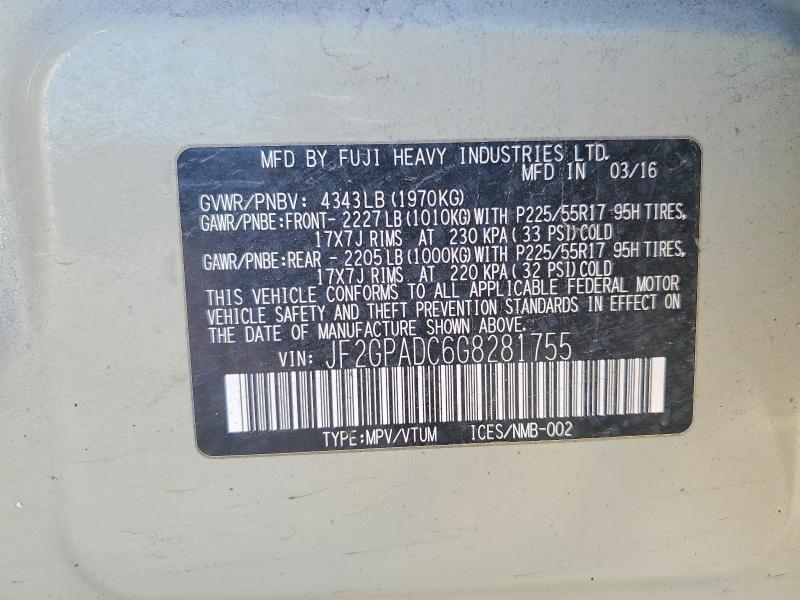 MFD BY FUJI HEAVY INDUSTRIES LTD.
MFD IN 03/16
GVWR/PNBV: 4343LB (1970KG)
GAWR/PNBE:FRONT- 2227LB (1010KG) WITH P225/55R17 95H TIRES,
17X7J RIMS AT 230 KPA (33 PSI) COLD
GAWR/PNBE:REAR - 2205LB (1000KG) WITH P225/55R17 95H TIRES,
17X7J RIMS AT 220 KPA (32 PSI) COLD
THIS VEHICLE CONFORMS TO ALL APPLICABLE FEDERAL MOTOR
VEHICLE SAFETY AND THEFT PREVENTION STANDARDS IN EFFECT ON
THE DATE OF MANUFACTURE SHOWN ABOVE.
VIN: JF2GPADC6G8281755
TYPE:MPV/VTUM ICES/NMB-002